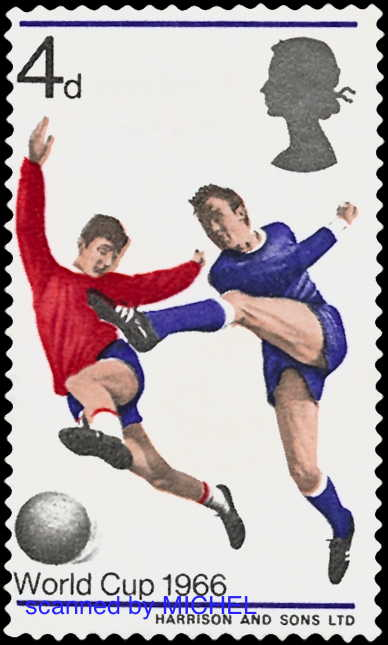 4d
World Cup 1966
scanned by MICHEL
HARRISON AND SONS LTD